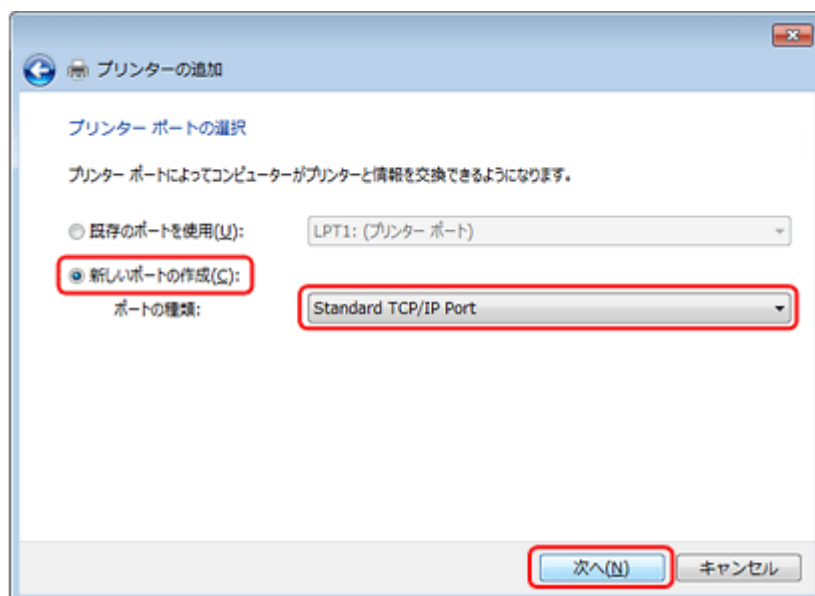 プリンターの追加
プリンター ポートの選択
プリンター ポートによってコンピューターがプリンターと情報を交換できるようになります。
既存のポートを使用(U): LPT1: (プリンター ポート)
新しいポートの作成(C):
ポートの種類: Standard TCP/IP Port
次へ(N) キャンセル